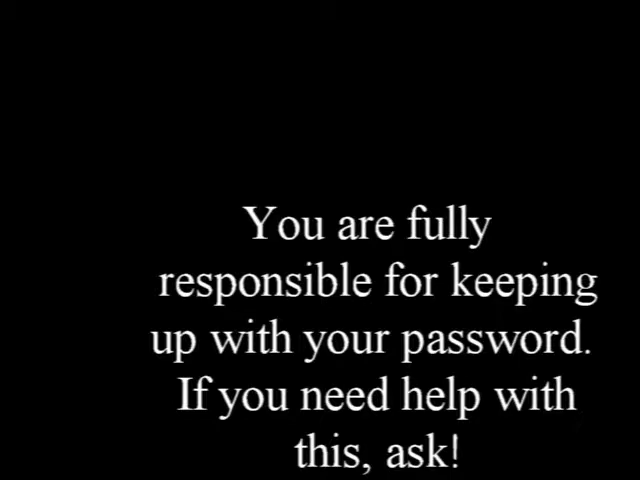 You are fully
responsible for keeping
up with your password.
If you need help with
this, ask!